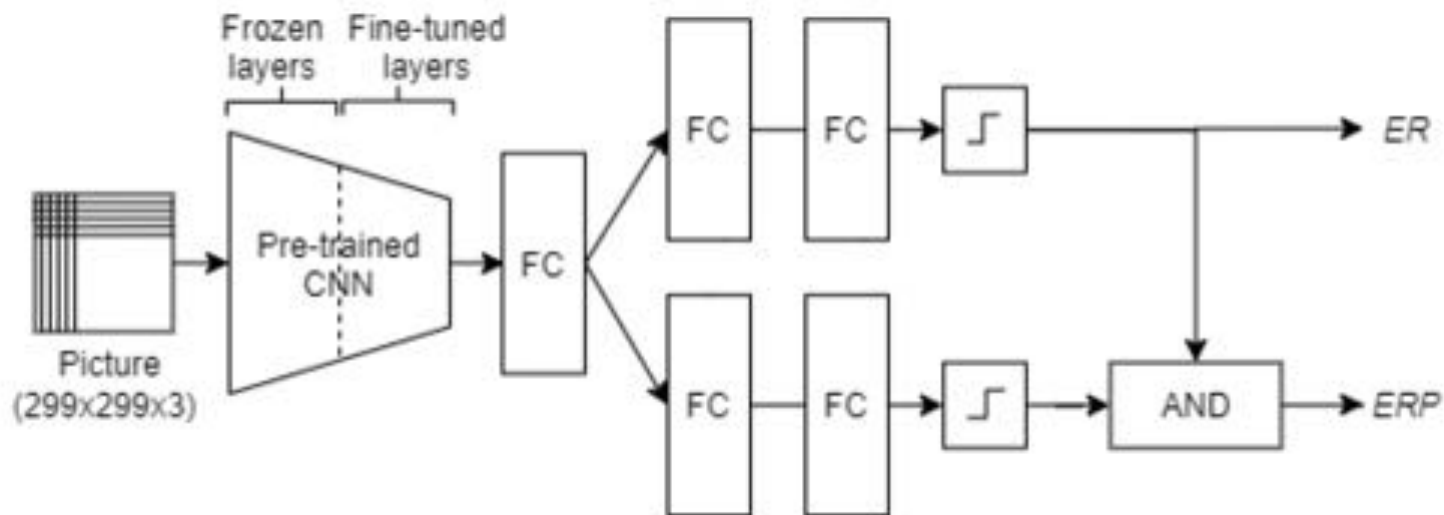 Frozen layers
Fine-tuned layers
Picture
(299x299x3)
Pre-trained
CNN
FC
FC
FC
ER
FC
FC
AND
ERP